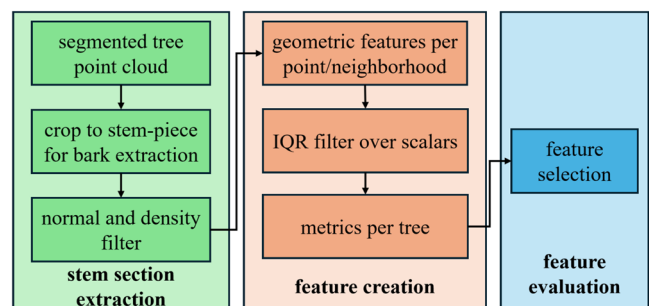 segmented tree
point cloud
crop to stem-piece
for bark extraction
normal and density
filter
stem section
extraction
geometric features per
point/neighborhood
IQR filter over scalars
metrics per tree
feature creation
feature
selection
feature
evaluation